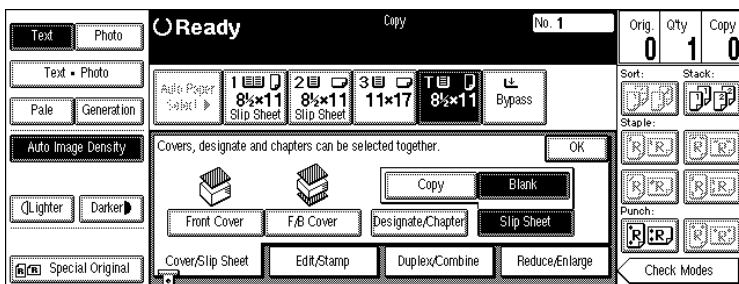 Text
Photo
Text • Photo
Pale
Generation
Auto Image Density
Lighter
Darker
Special Original
Ready
Copy
No. 1
Auto Paper
Select ▶
1
8½×11
Slip Sheet
2
8½×11
Slip Sheet
3
11×17
T
8½×11
Bypass
Covers, designate and chapters can be selected together.
OK
Copy
Blank
Front Cover
F/B Cover
Designate/Chapter
Slip Sheet
Cover/Slip Sheet
Edit/Stamp
Duplex/Combine
Reduce/Enlarge
Orig.
Q'ty
Copy
0
1
0
Sort:
Stack:
Staple:
Punch:
Check Modes